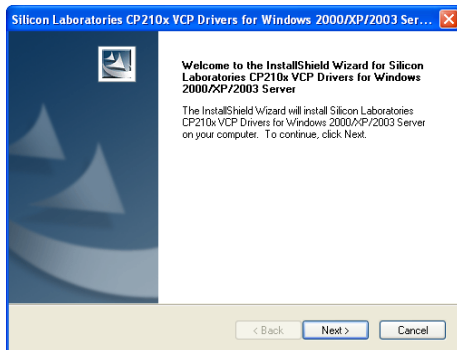 Silicon Laboratories CP210x VCP Drivers for Windows 2000/XP/2003 Ser...
Welcome to the InstallShield Wizard for Silicon
Laboratories CP210x VCP Drivers for Windows
2000/XP/2003 Server
The InstallShield Wizard will install Silicon Laboratories
CP210x VCP Drivers for Windows 2000/XP/2003 Server
on your computer. To continue, click Next.
< Back Next > Cancel